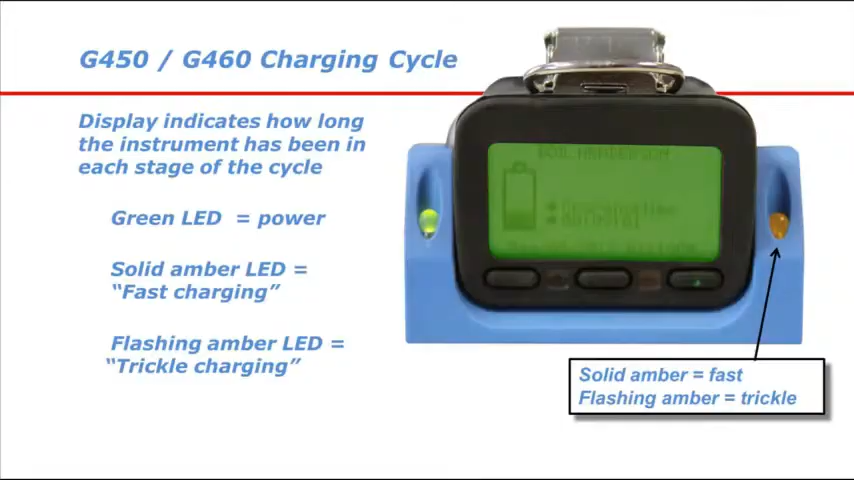 G450 / G460 Charging Cycle
Display indicates how long
the instrument has been in
each stage of the cycle
Green LED = power
Solid amber LED =
“Fast charging”
Flashing amber LED =
“Trickle charging”
Solid amber = fast
Flashing amber = trickle